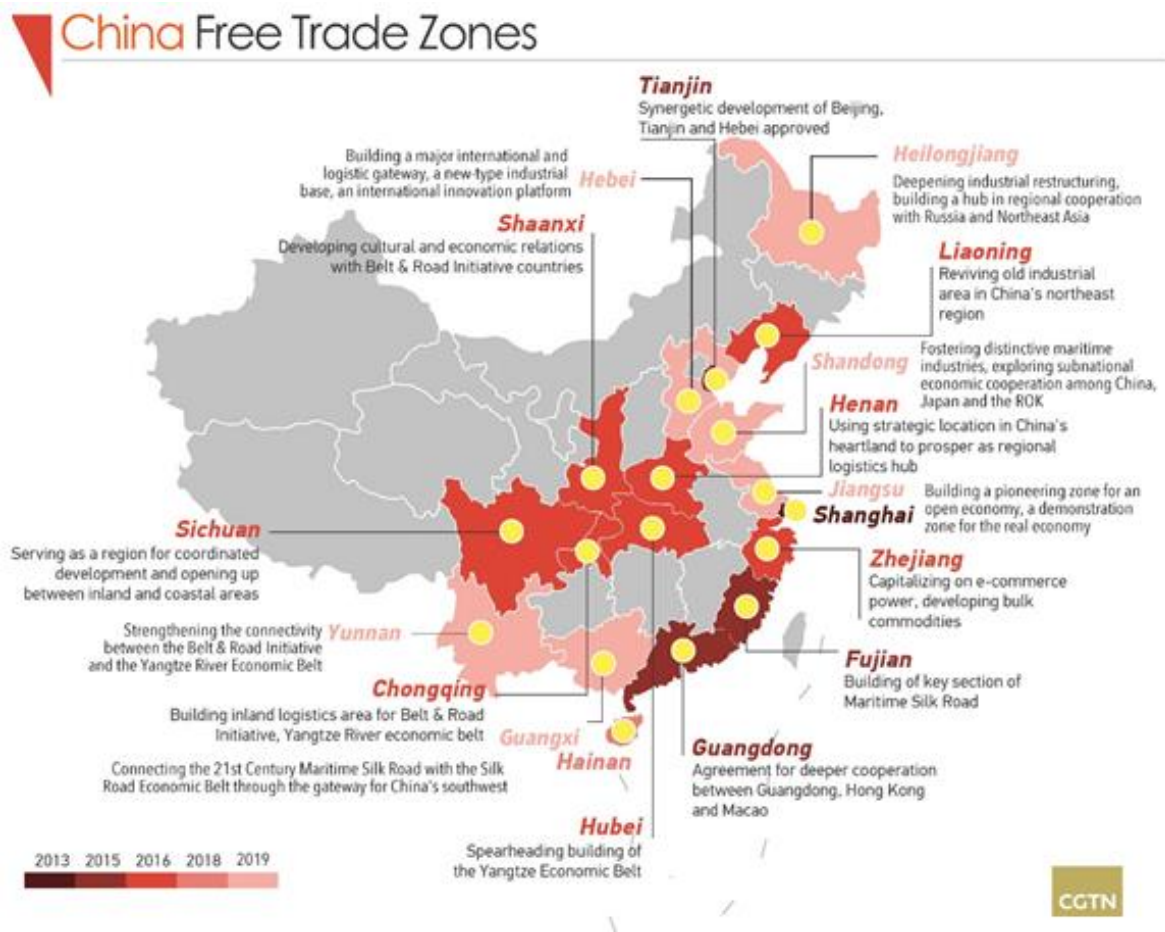 China Free Trade Zones
Tianjin
Synergetic development of Beijing,
Tianjin and Hebei approved
Building a major international and
logistic gateway, a new-type industrial
base, an international innovation platform
Hebei
Heilongjiang
Deepening industrial restructuring,
building a hub in regional cooperation
with Russia and Northeast Asia
Shaanxi
Developing cultural and economic relations
with Belt & Road Initiative countries
Liaoning
Reviving old industrial
area in China's northeast
region
Shandong
Fostering distinctive maritime
industries, exploring subnational
economic cooperation among China,
Japan and the ROK
Henan
Using strategic location in China's
heartland to prosper as regional
logistics hub
Jiangsu
Building a pioneering zone for an
open economy, a demonstration
zone for the real economy
Shanghai
Sichuan
Serving as a region for coordinated
development and opening up
between inland and coastal areas
Zhejiang
Capitalizing on e-commerce
power, developing bulk
commodities
Strengthening the connectivity
between the Belt & Road Initiative
and the Yangtze River Economic Belt
Yunnan
Fujian
Building of key section of
Maritime Silk Road
Chongqing
Building inland logistics area for Belt & Road
Initiative, Yangtze River economic belt
Guangxi
Hainan
Connecting the 21st Century Maritime Silk Road with the Silk
Road Economic Belt through the gateway for China's southwest
Guangdong
Agreement for deeper cooperation
between Guangdong, Hong Kong
and Macao
Hubei
Spearheading building of
the Yangtze Economic Belt
2013 2015 2016 2018 2019
CGTN